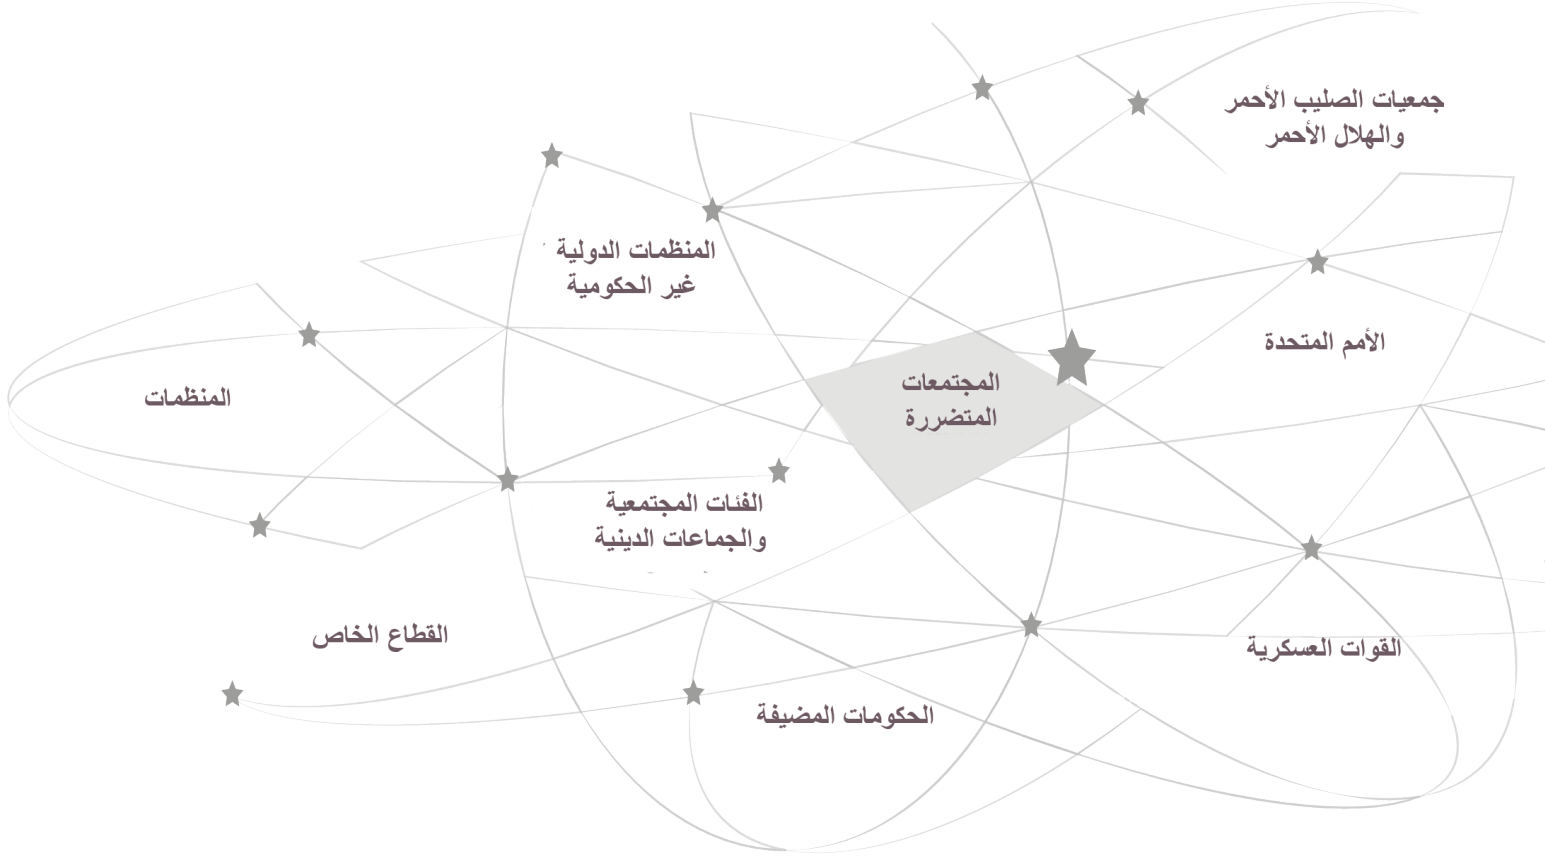 جمعيات الصليب الأحمر
والهلال الأحمر
المنظمات الدولية
غير الحكومية
الأمم المتحدة
المجتمعات
المتضررة
المنظمات
الفئات المجتمعية
والجماعات الدينية
القطاع الخاص
القوات العسكرية
الحكومات المضيفة